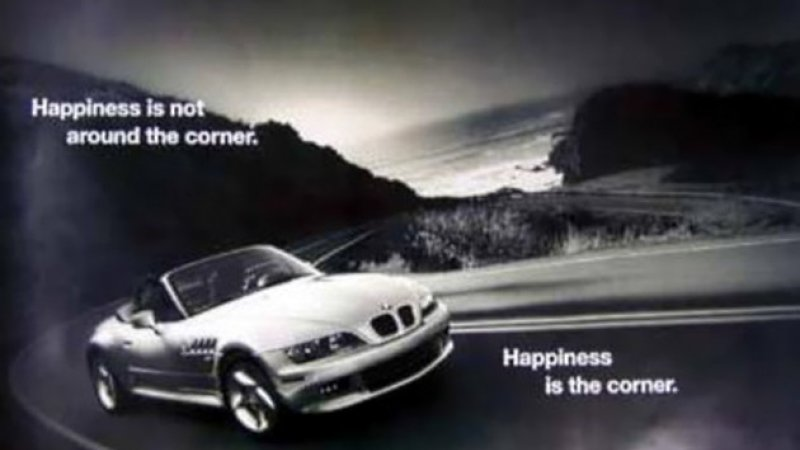 Happiness is not
around the corner.
Happiness
is the corner.